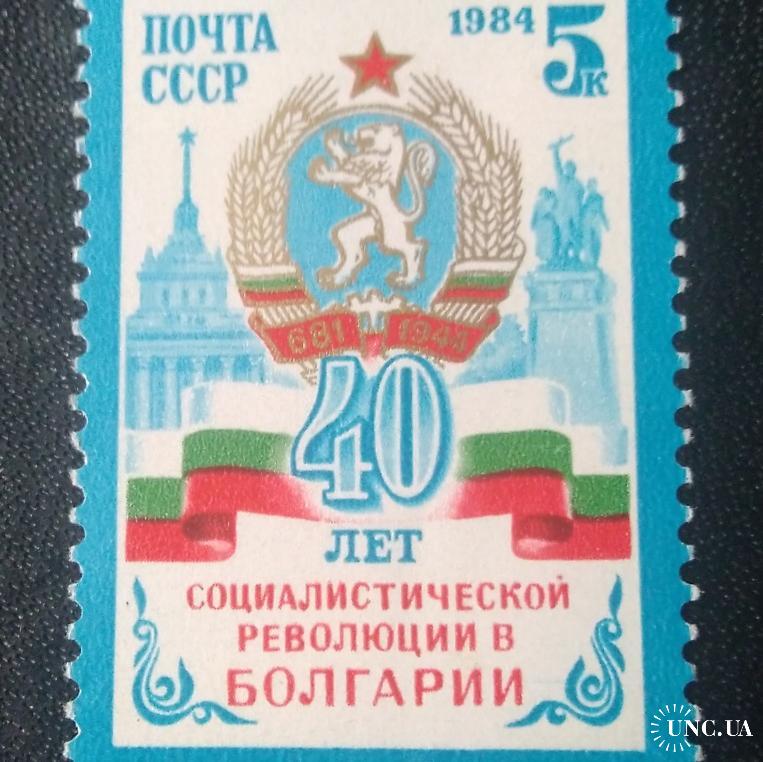 ПОЧТА
СССР
1984 5к
681 1944
40
ЛЕТ
СОЦИАЛИСТИЧЕСКОЙ
РЕВОЛЮЦИИ В
БОЛГАРИИ
UNC.UA